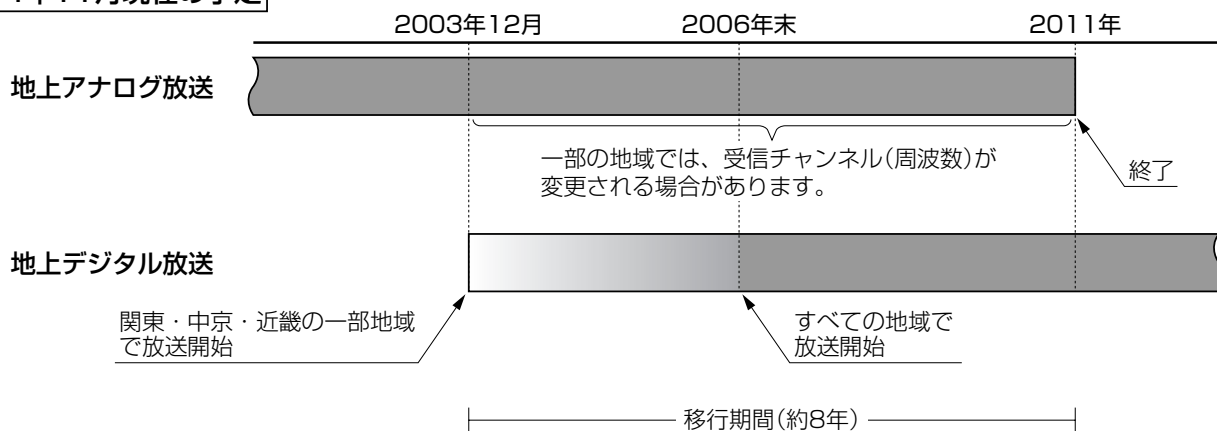 2003年12月
2006年末
2011年
地上アナログ放送
一部の地域では、受信チャンネル(周波数)が
変更される場合があります。
終了
地上デジタル放送
関東・中京・近畿の一部地域
で放送開始
すべての地域で
放送開始
移行期間(約8年)